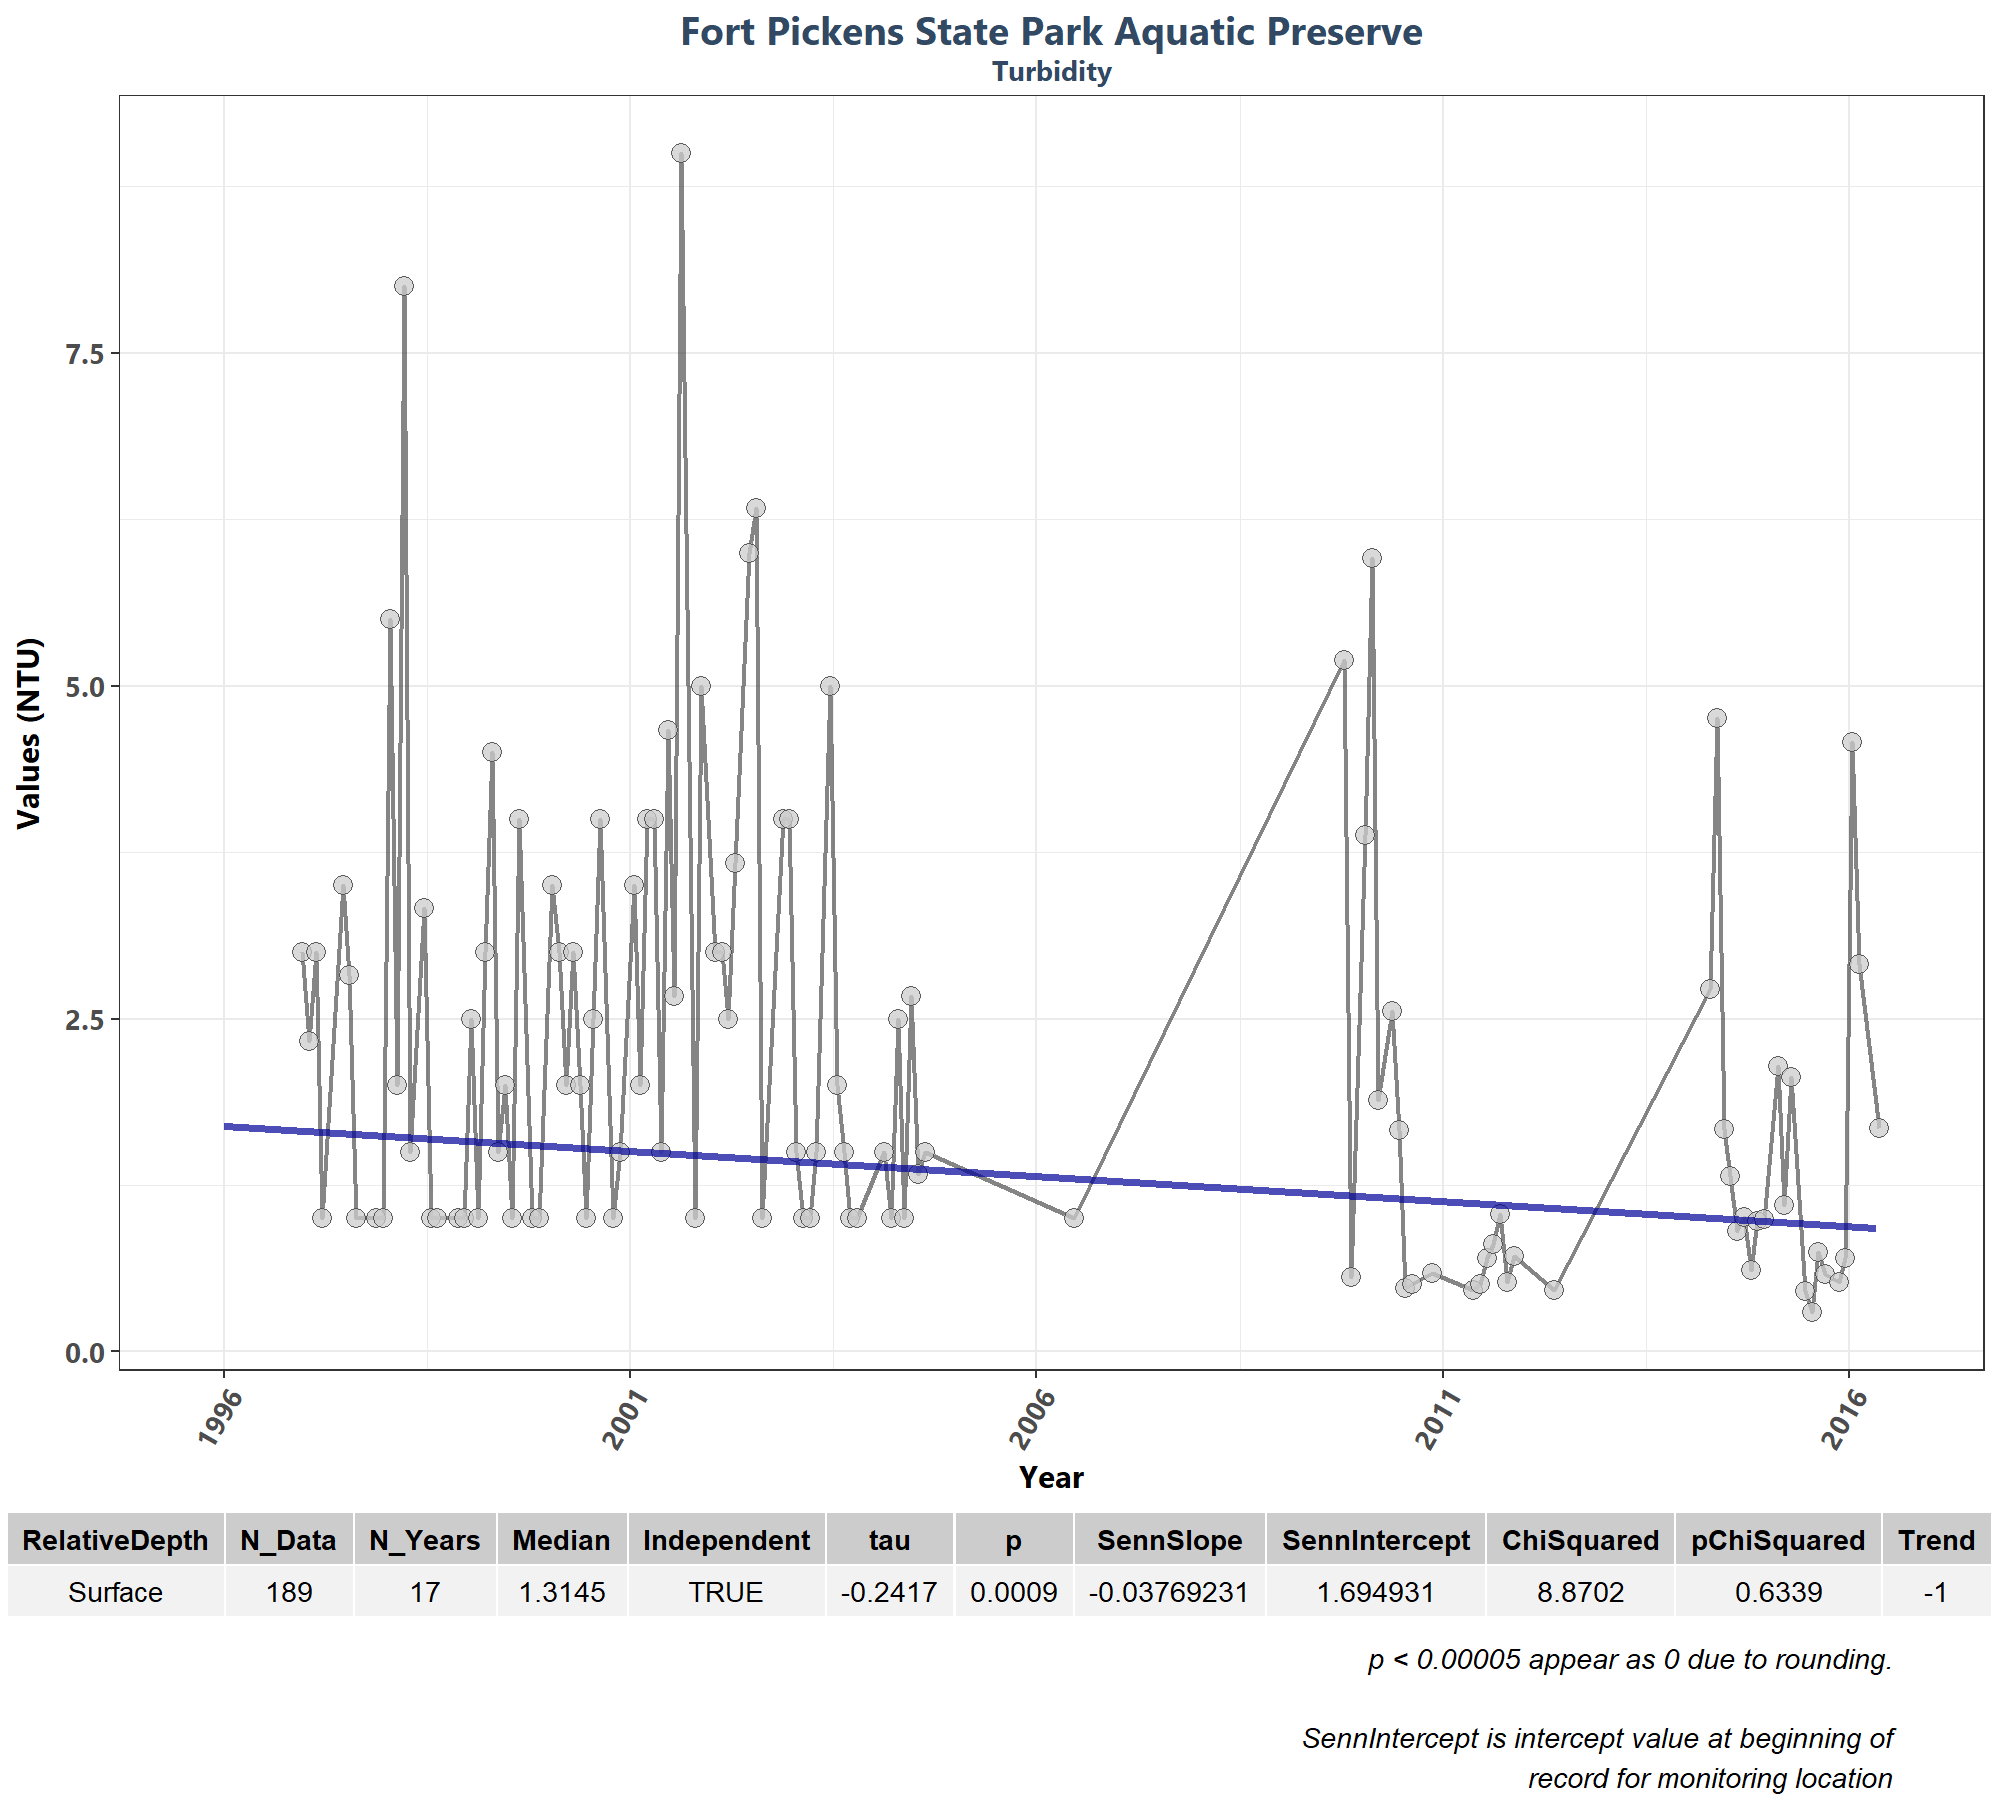 Fort Pickens State Park Aquatic Preserve
Turbidity
Values (NTU)
7.5
5.0
2.5
0.0
1996 2001 2006 2011 2016
Year
RelativeDepth N_Data N_Years Median Independent tau p SennSlope SennIntercept ChiSquared pChiSquared Trend
Surface 189 17 1.3145 TRUE -0.2417 0.0009 -0.03769231 1.694931 8.8702 0.6339 -1
p < 0.00005 appear as 0 due to rounding.
SennIntercept is intercept value at beginning of
record for monitoring location